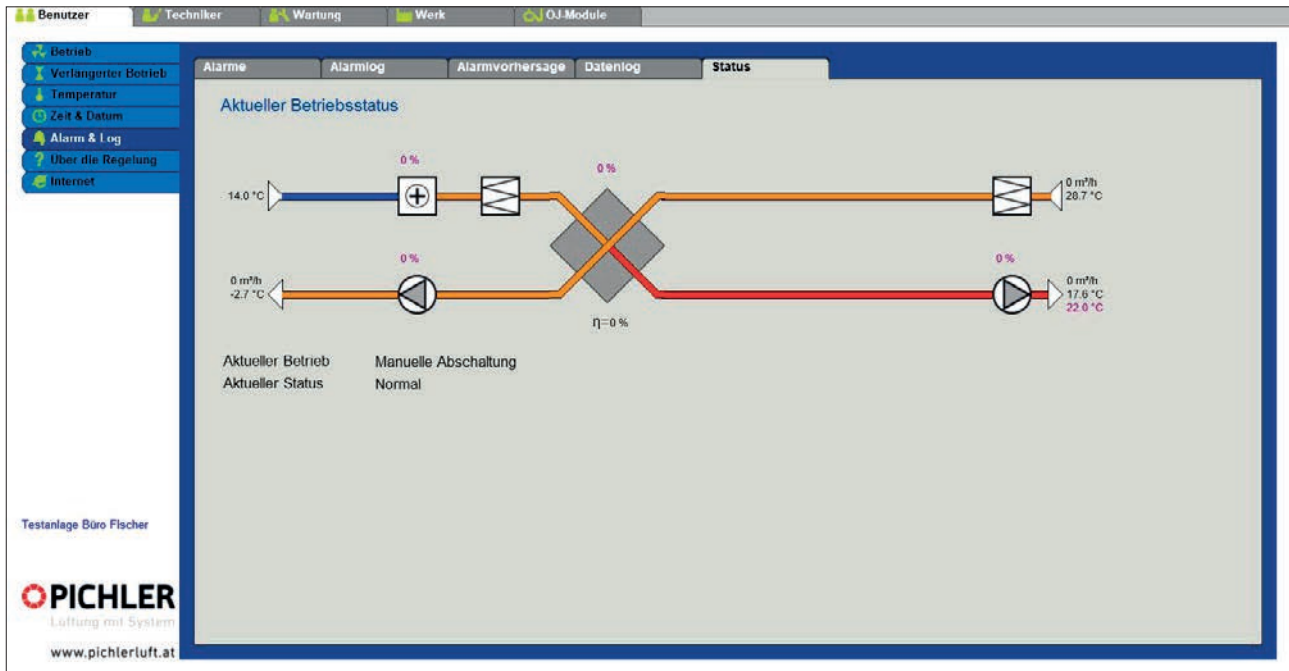 Benutzer
Techniker
Wartung
Werk
OJ-Module
Betrieb
Verlängerter Betrieb
Temperatur
Zeit & Datum
Alarm & Log
Über die Regelung
Internet
Alarme
Alarmlog
Alarmvorhersage
Datenlog
Status
Aktueller Betriebsstatus
0 %
0 %
14.0 °C
0 m³/h
28.7 °C
0 %
0 %
0 m³/h
-2.7 °C
0 m³/h
17.6 °C
22.0 °C
η=0 %
Aktueller Betrieb Manuelle Abschaltung
Aktueller Status Normal
Testanlage Büro Fischer
PICHLER
Lüftung mit System
www.pichlerluft.at